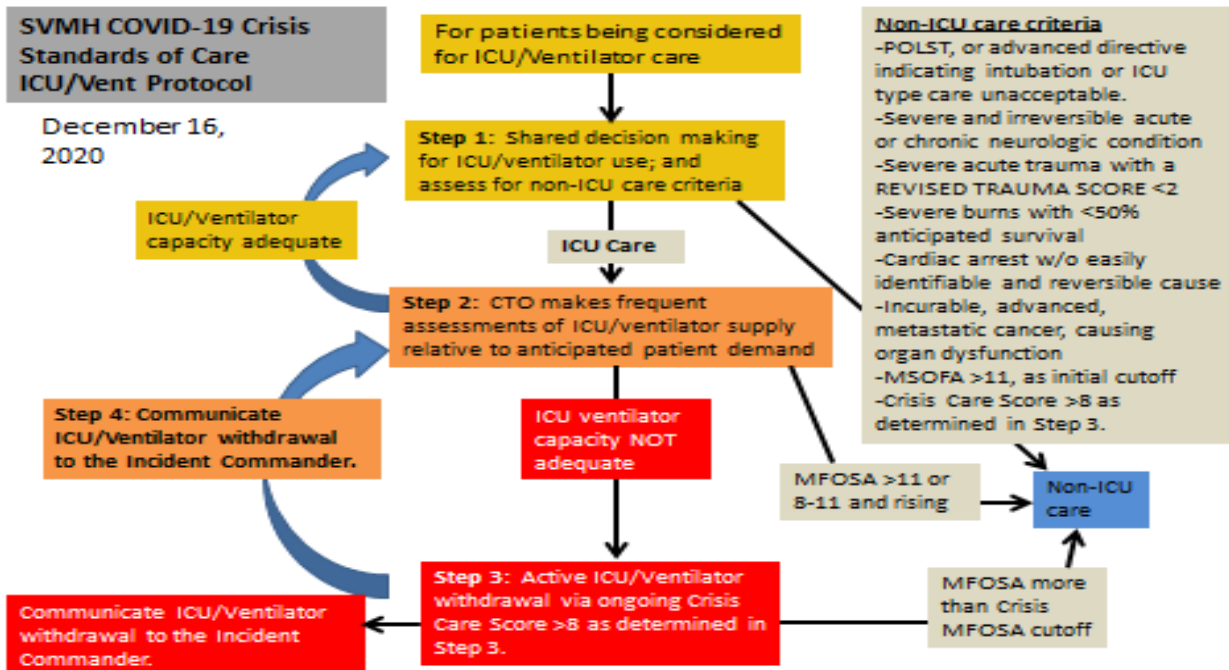 SVMH COVID-19 Crisis
Standards of Care
ICU/Vent Protocol
December 16,
2020
For patients being considered
for ICU/Ventilator care
Step 1: Shared decision making
for ICU/ventilator use; and
assess for non-ICU care criteria
ICU/Ventilator
capacity adequate
ICU Care
Step 2: CTO makes frequent
assessments of ICU/ventilator supply
relative to anticipated patient demand
Step 4: Communicate
ICU/Ventilator withdrawal
to the Incident Commander.
ICU ventilator
capacity NOT
adequate
Step 3: Active ICU/Ventilator
withdrawal via ongoing Crisis
Care Score >8 as determined in
Step 3.
Communicate ICU/Ventilator
withdrawal to the Incident
Commander.
Non-ICU care criteria
-POLST, or advanced directive
indicating intubation or ICU
type care unacceptable.
-Severe and irreversible acute
or chronic neurologic condition
-Severe acute trauma with a
REVISED TRAUMA SCORE <2
-Severe burns with <50%
anticipated survival
-Cardiac arrest w/o easily
identifiable and reversible cause
-Incurable, advanced,
metastatic cancer, causing
organ dysfunction
-MSOFA >11, as initial cutoff
-Crisis Care Score >8 as
determined in Step 3.
MFOSA >11 or
8-11 and rising
Non-ICU
care
MFOSA more
than Crisis
MFOSA cutoff